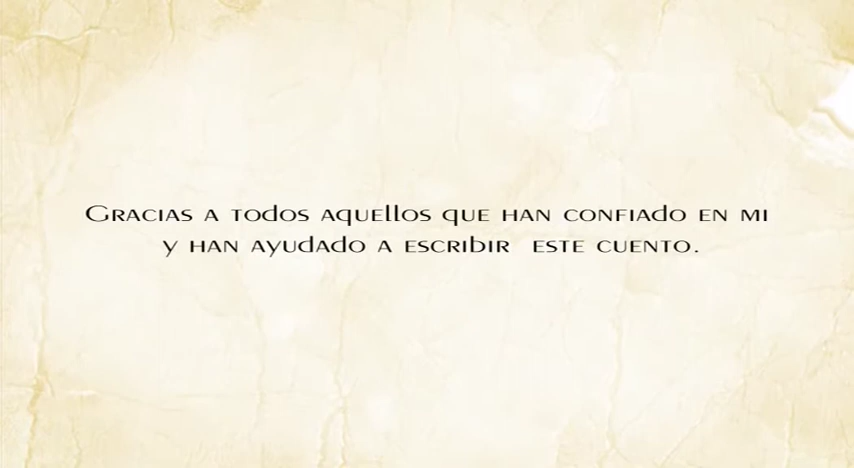 Gracias a todos aquellos que han confiado en mi
y han ayudado a escribir este cuento.